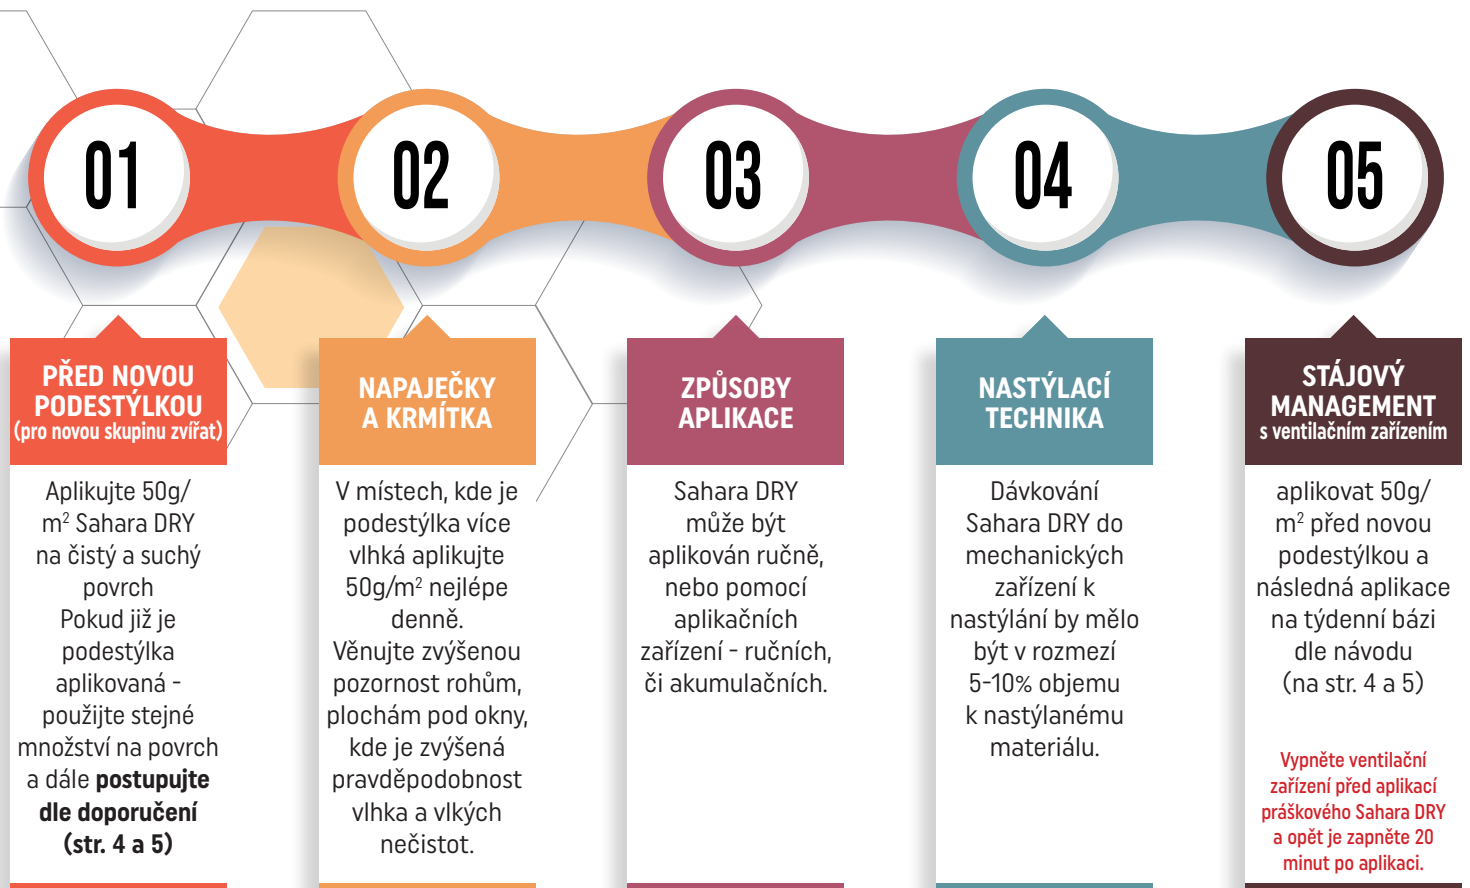 01
02
03
04
05
PŘED NOVOU
PODESTÝLKOU
(pro novou skupinu zvířat)
Aplikujte 50g/
m² Sahara DRY
na čistý a suchý
povrch
Pokud již je
podestýlka
aplikovaná -
použijte stejné
množství na povrch
a dále postupujte
dle doporučení
(str. 4 a 5)
NAPAJEČKY
A KRMÍTKA
V místech, kde je
podestýlka více
vlhká aplikujte
50g/m² nejlépe
denně.
Věnujte zvýšenou
pozornost rohům,
plochám pod okny,
kde je zvýšená
pravděpodobnost
vlhka a vlkých
nečistot.
ZPŮSOBY
APLIKACE
Sahara DRY
může být
aplikován ručně,
nebo pomocí
aplikačních
zařízení - ručních,
či akumulačních.
NASTÝLACÍ
TECHNIKA
Dávkování
Sahara DRY do
mechanických
zařízení k
nastýlání by mělo
být v rozmezí
5-10% objemu
k nastýlanému
materiálu.
STÁJOVÝ
MANAGEMENT
s ventilačním zařízením
aplikovat 50g/
m² před novou
podestýlkou a
následná aplikace
na týdenní bázi
dle návodu
(na str. 4 a 5)
Vypněte ventilační
zařízení před aplikací
práškového Sahara DRY
a opět je zapněte 20
minut po aplikaci.